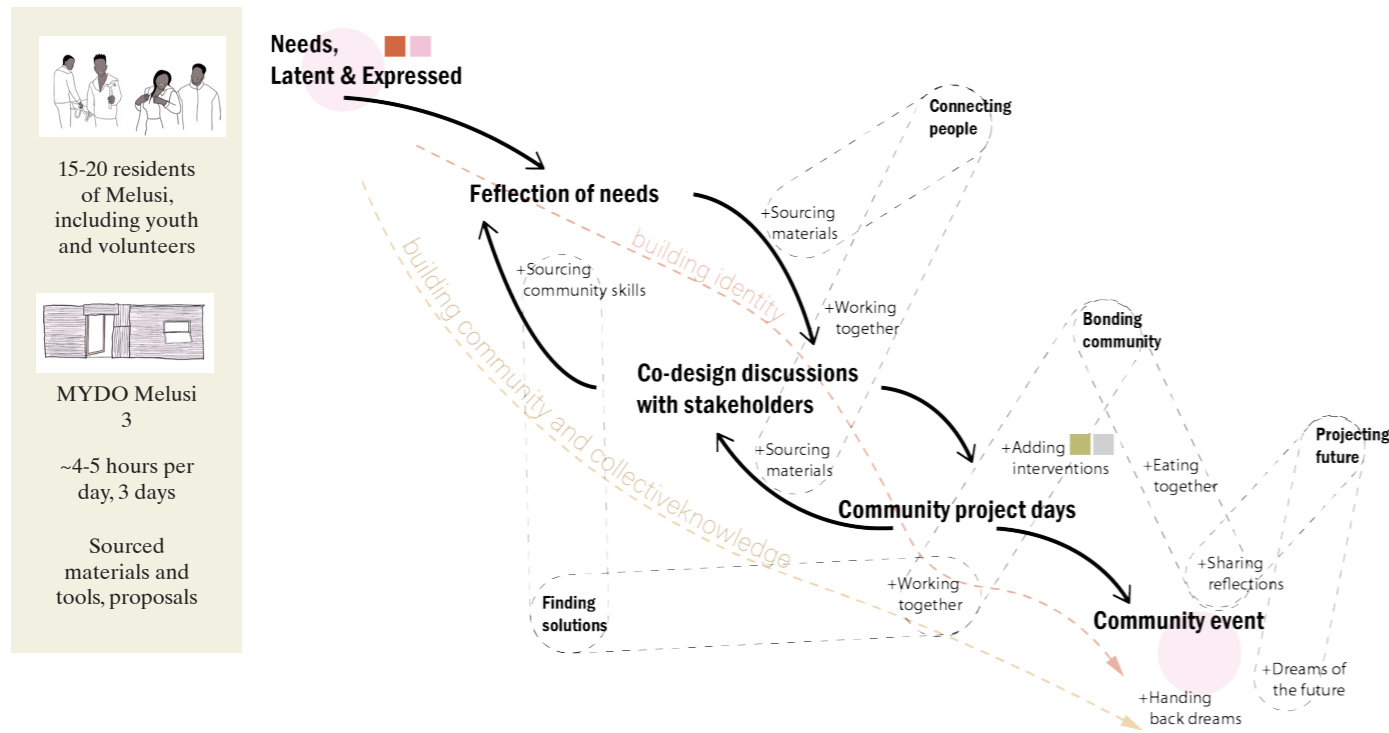 15-20 residents
of Melusi,
including youth
and volunteers
MYDO Melusi
3
~4-5 hours per
day, 3 days
Sourced
materials and
tools, proposals
Needs,
Latent & Expressed
Connecting
people
Feflection of needs
+Sourcing
materials
building identity
+Sourcing
community skills
+Working
together
building community and collectiveknowledge
Bonding
community
Co-design discussions
with stakeholders
+Sourcing
materials
+Adding
interventions
+Eating
together
Projecting
future
Community project days
+Sharing
reflections
+Working
together
Finding
solutions
Community event
+Dreams of
the future
+Handing
back dreams